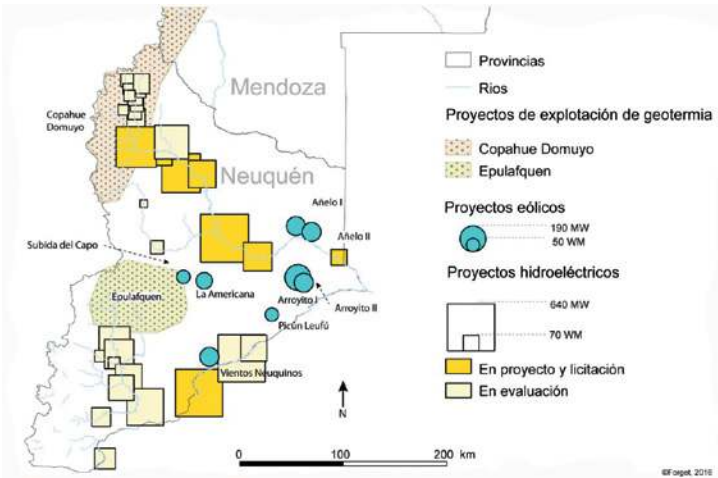 Mendoza
Copahue
Domuyo
Neuquén
Añelo I
Añelo II
Subida del Capo
Epulafquen
La Americana
Arroyito I
Arroyito II
Picún Leufú
Vientos Neuquinos
N
0 100 200 km
Provincias
Rios
Proyectos de explotación de geotermia
Copahue Domuyo
Epulafquen
Proyectos eólicos
190 MW
50 WM
Proyectos hidroeléctricos
640 MW
70 WM
En proyecto y licitación
En evaluación
©Forget, 2016